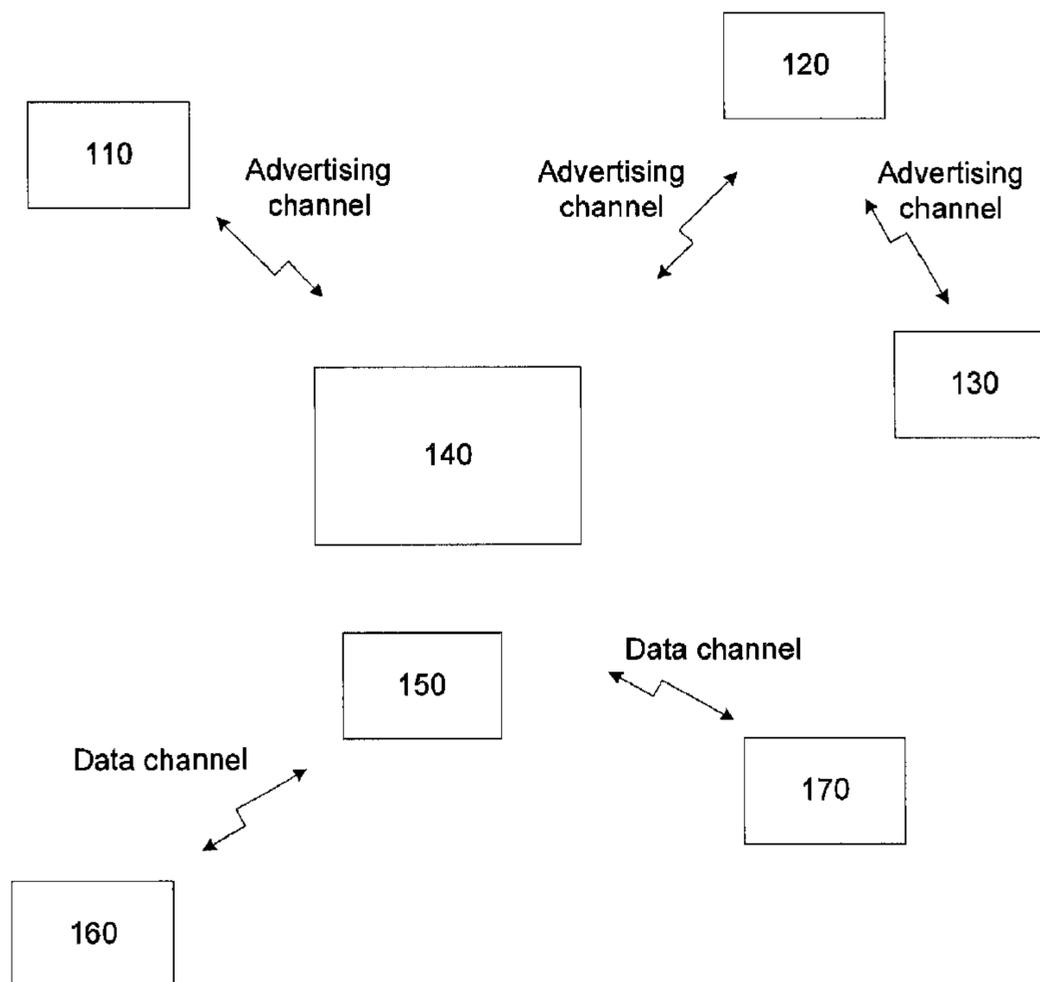 120
110
Advertising
channel
Advertising
channel
Advertising
channel
130
140
150
Data channel
Data channel
170
160